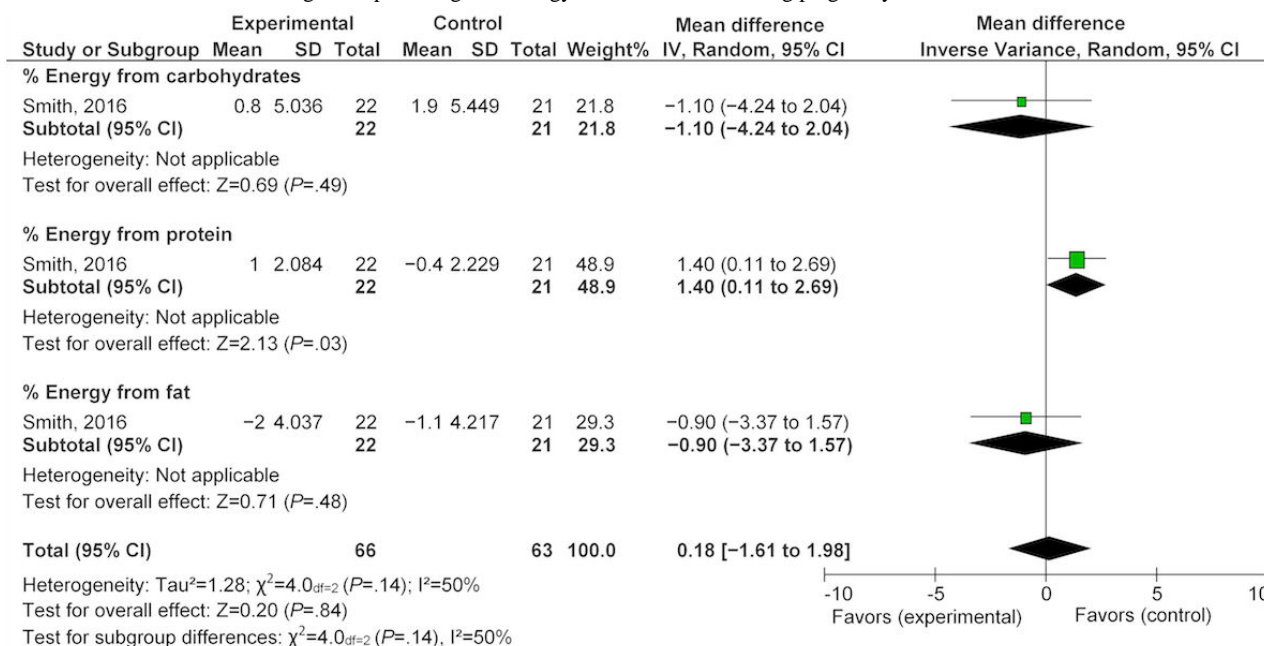 Experimental Control Mean difference Mean difference
Study or Subgroup Mean SD Total Mean SD Total Weight% IV, Random, 95% CI Inverse Variance, Random, 95% CI
% Energy from carbohydrates
Smith, 2016 0.8 5.036 22 1.9 5.449 21 21.8 −1.10 (−4.24 to 2.04)
Subtotal (95% CI) 22 21 21.8 −1.10 (−4.24 to 2.04)
Heterogeneity: Not applicable
Test for overall effect: Z=0.69 (P=.49)
% Energy from protein
Smith, 2016 1 2.084 22 −0.4 2.229 21 48.9 1.40 (0.11 to 2.69)
Subtotal (95% CI) 22 21 48.9 1.40 (0.11 to 2.69)
Heterogeneity: Not applicable
Test for overall effect: Z=2.13 (P=.03)
% Energy from fat
Smith, 2016 −2 4.037 22 −1.1 4.217 21 29.3 −0.90 (−3.37 to 1.57)
Subtotal (95% CI) 22 21 29.3 −0.90 (−3.37 to 1.57)
Heterogeneity: Not applicable
Test for overall effect: Z=0.71 (P=.48)
Total (95% CI) 66 63 100.0 0.18 [−1.61 to 1.98]
Heterogeneity: Tau²=1.28; χ²=4.0df=2 (P=.14); I²=50%
-10 -5 0 5 10
Test for overall effect: Z=0.20 (P=.84)
Favors (experimental) Favors (control)
Test for subgroup differences: χ²=4.0df=2 (P=.14), I²=50%